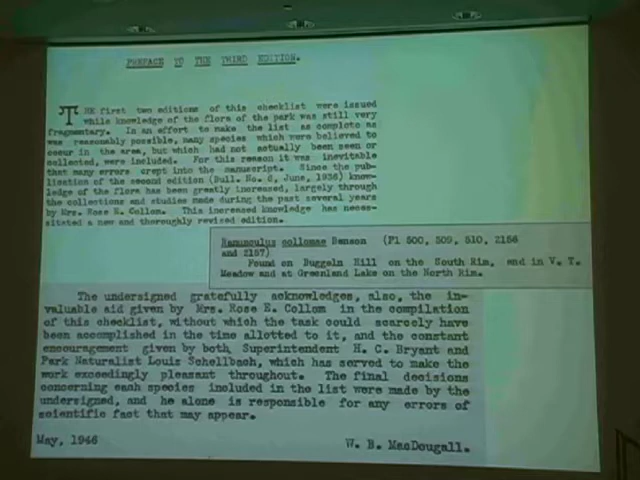 PREFACE TO THE THIRD EDITION.
THE first two editions of this checklist were issued
while knowledge of the flora of the park was still very
fragmentary. In an effort to make the list as complete as
was reasonably possible, many species which were believed to
occur in the area, but which had not actually been seen or
collected, were included. For this reason it was inevitable
that many errors crept into the manuscript. Since the pub-
lication of the second edition (Bull. No. 6, June, 1936) know-
ledge of the flora has been greatly increased, largely through
the collections and studies made during the past several years
by Mrs. Rose E. Collom. This increased knowledge has neces-
sitated a new and thoroughly revised edition.
Ranunculus collomae Benson (Pl 500, 509, 510, 2156
and 2157)
Found on Buggeln Hill on the South Rim, and in V. T.
Meadow and at Greenland Lake on the North Rim.
The undersigned gratefully acknowledges, also, the in-
valuable aid given by Mrs. Rose E. Collom in the compilation
of this checklist, without which the task could scarcely have
been accomplished in the time allotted to it, and the constant
encouragement given by both Superintendent H. C. Bryant and
Park Naturalist Louis Schellbach, which has served to make the
work exceedingly pleasant throughout. The final decisions
concerning each species included in the list were made by the
undersigned, and he alone is responsible for any errors of
scientific fact that may appear.
May, 1946 W. B. MacDougall.